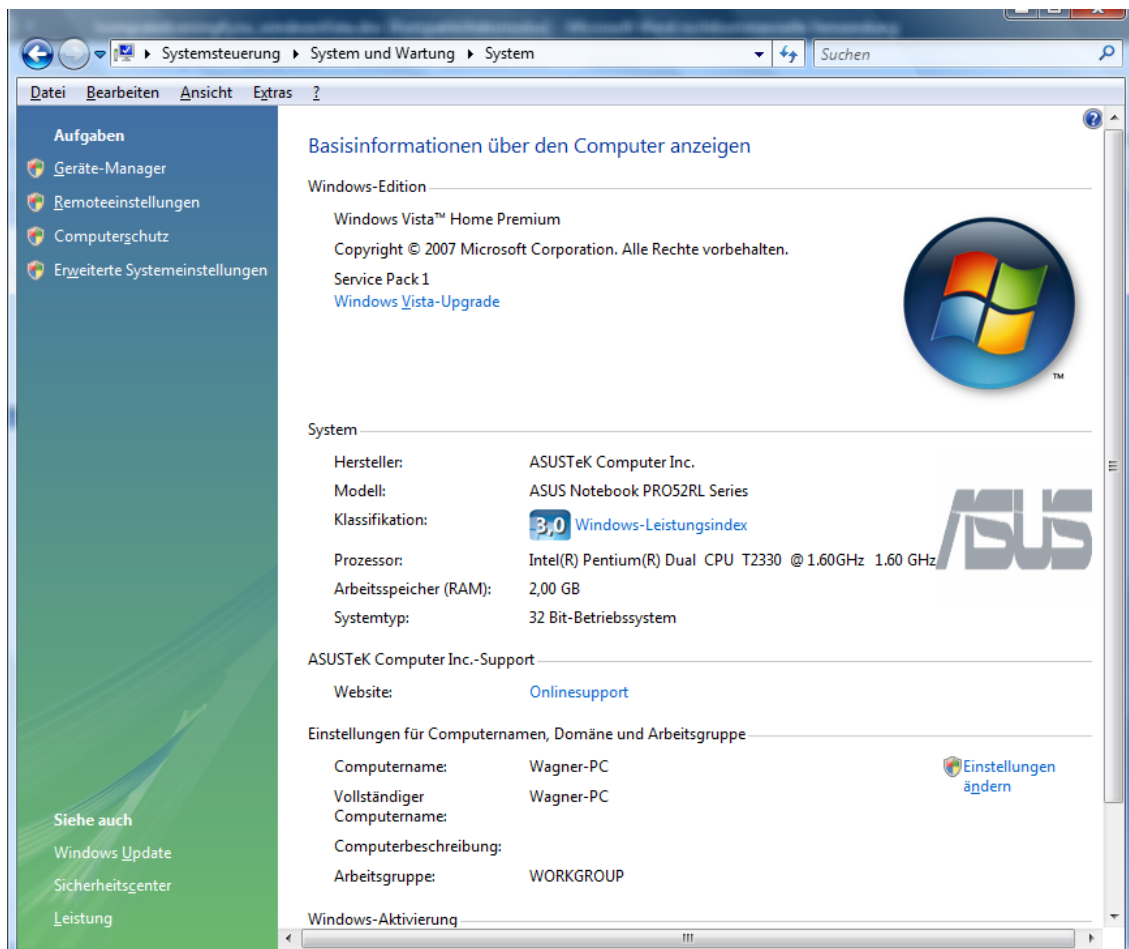 Systemsteuerung System und Wartung System Suchen
Datei Bearbeiten Ansicht Extras ?
Aufgaben
Geräte-Manager
Remoteeinstellungen
Computerschutz
Erweiterte Systemeinstellungen
Basisinformationen über den Computer anzeigen
Windows-Edition
Windows Vista™ Home Premium
Copyright © 2007 Microsoft Corporation. Alle Rechte vorbehalten.
Service Pack 1
Windows Vista-Upgrade
TM
System
Hersteller: ASUSTeK Computer Inc.
Modell: ASUS Notebook PRO52RL Series
Klassifikation: 3,0 Windows-Leistungsindex
ASUS
Prozessor: Intel(R) Pentium(R) Dual CPU T2330 @ 1.60GHz 1.60 GHz
Arbeitsspeicher (RAM): 2,00 GB
Systemtyp: 32 Bit-Betriebssystem
ASUSTeK Computer Inc.-Support
Website: Onlinesupport
Einstellungen für Computernamen, Domäne und Arbeitsgruppe
Computername: Wagner-PC
Einstellungen
ändern
Vollständiger Wagner-PC
Computername:
Computerbeschreibung:
Arbeitsgruppe: WORKGROUP
Windows-Aktivierung
Siehe auch
Windows Update
Sicherheitscenter
Leistung